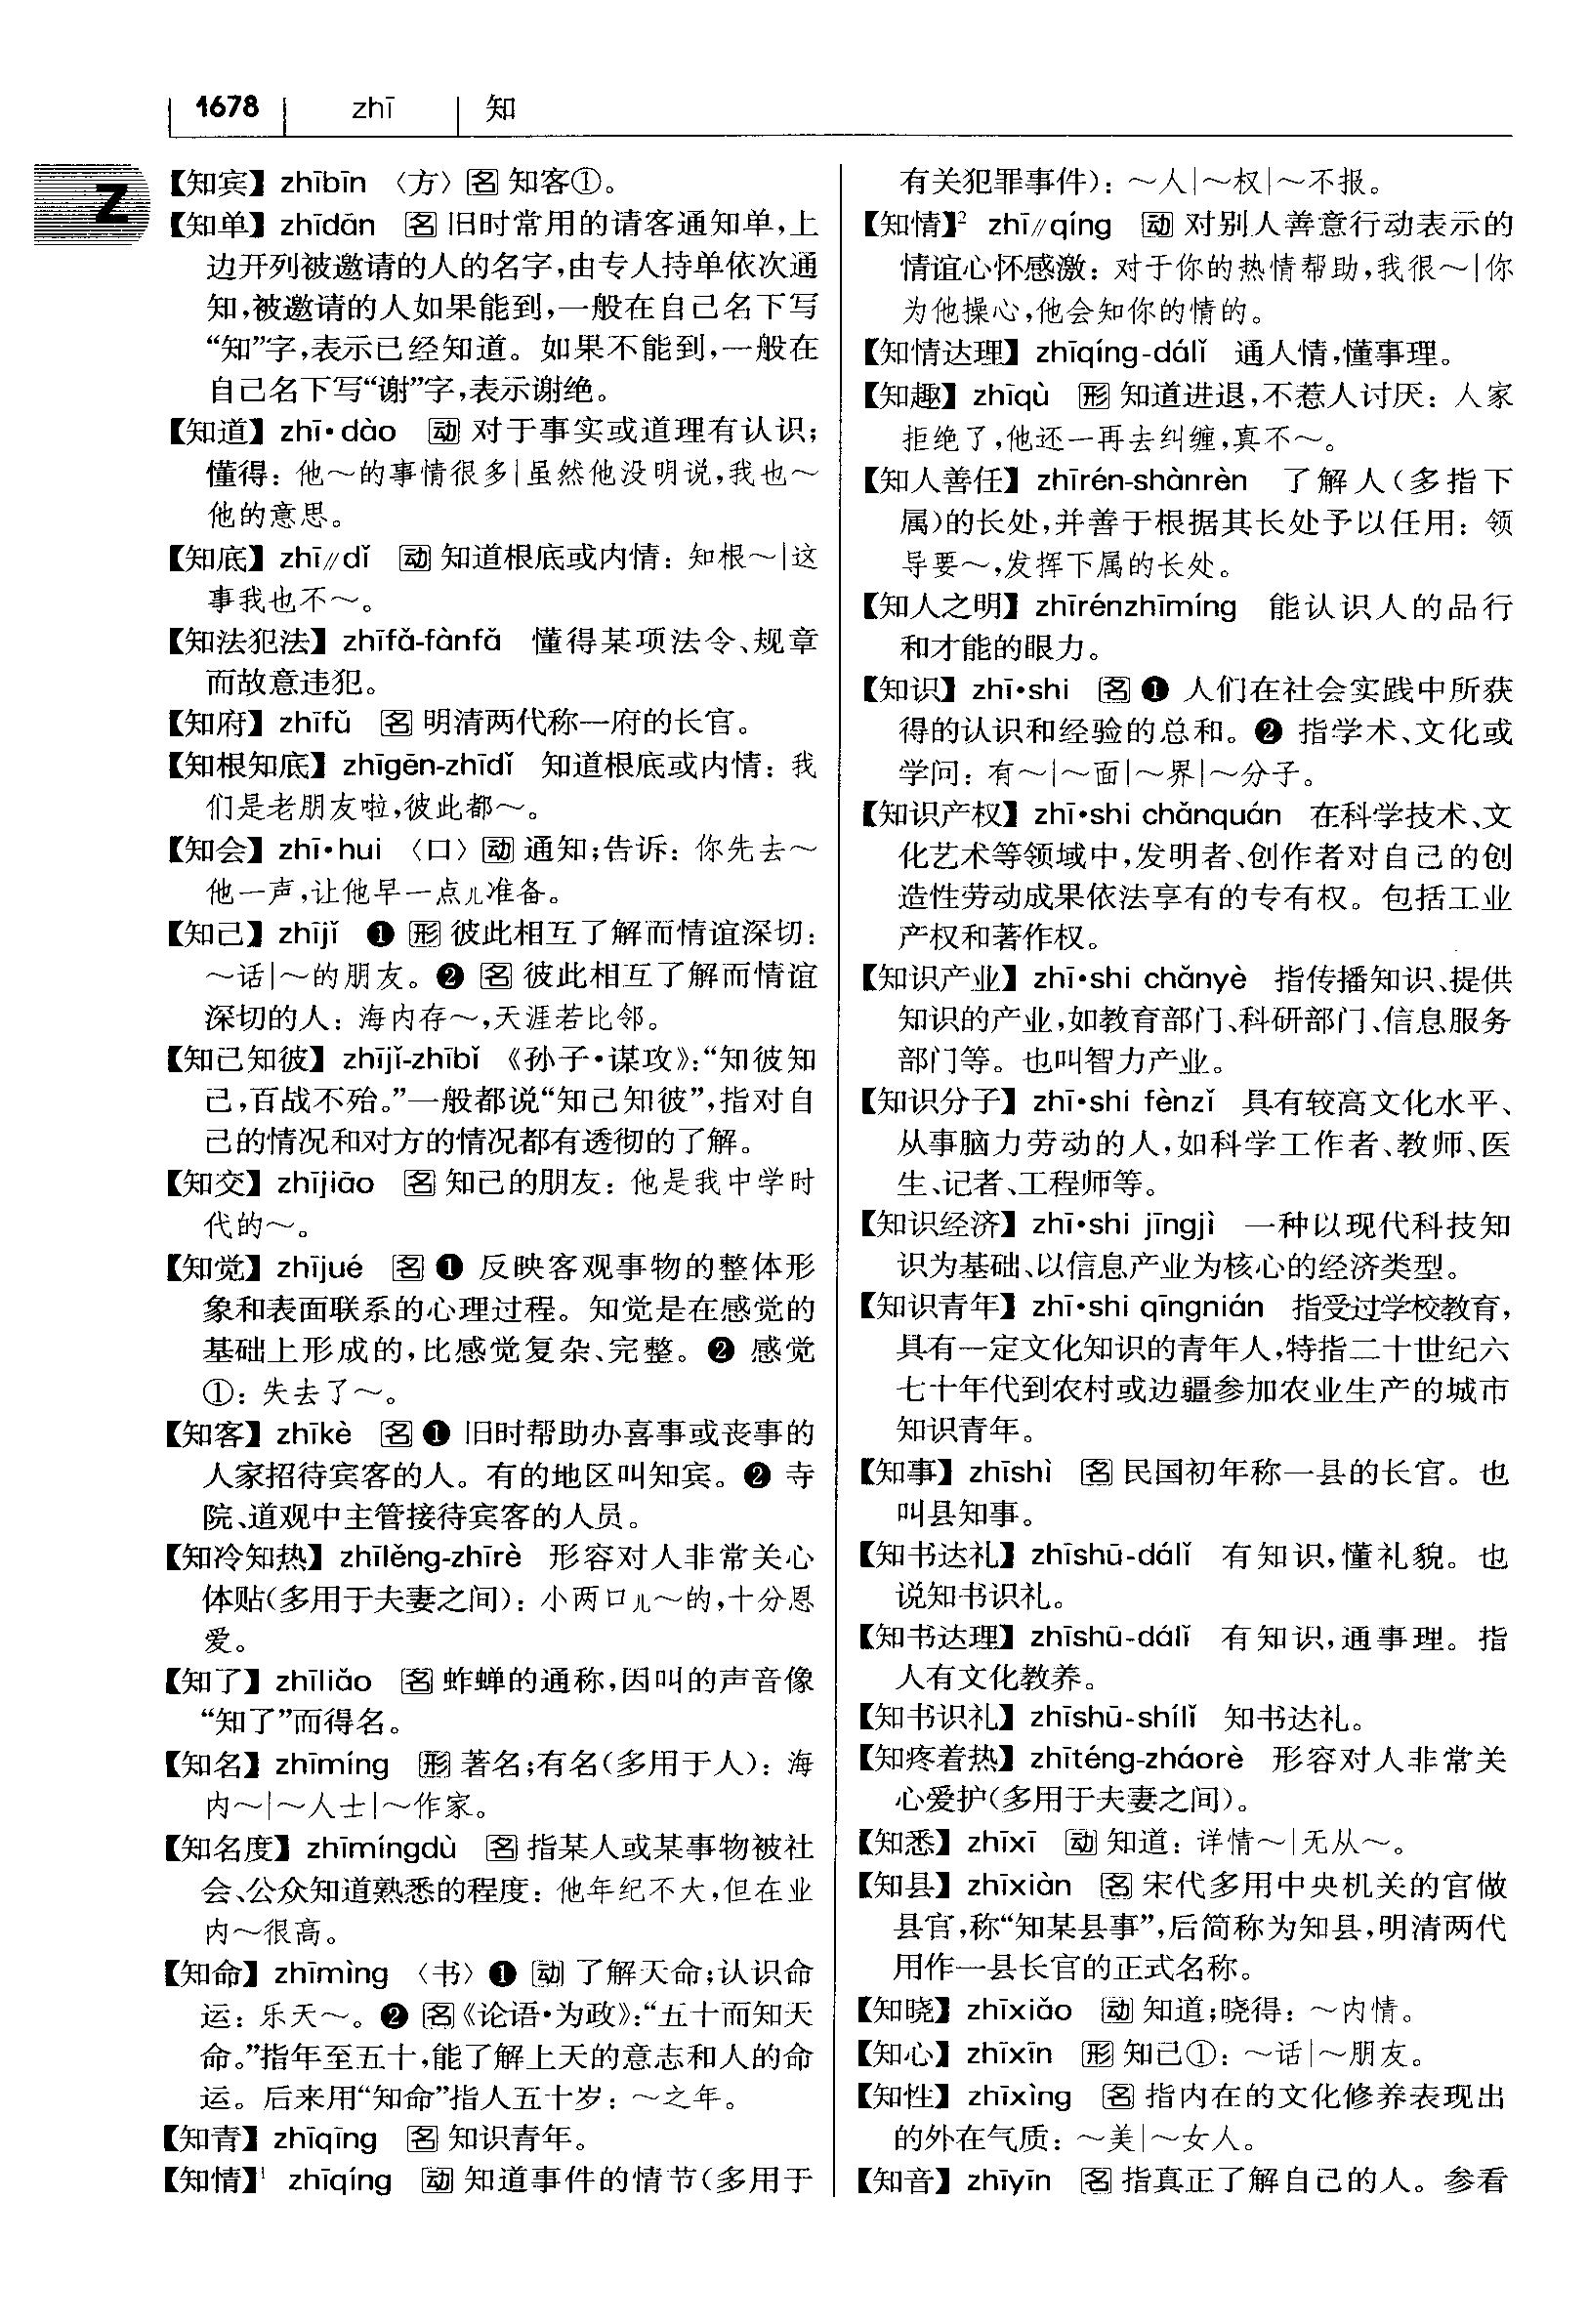 1678 zhī 知
Z
【知宾】 zhībīn 〈方〉 名 知客①。
【知单】 zhīdān 名 旧时常用的请客通知单，上
边开列被邀请的人的名字，由专人持单依次通
知，被邀请的人如果能到，一般在自己名下写
“知”字，表示已经知道。如果不能到，一般在
自己名下写“谢”字，表示谢绝。
【知道】 zhī•dào 动 对于事实或道理有认识；
懂得：他～的事情很多|虽然他没明说，我也～
他的意思。
【知底】 zhī//dǐ 动 知道根底或内情：知根～|这
事我也不～。
【知法犯法】 zhīfǎ-fànfǎ 懂得某项法令、规章
而故意违犯。
【知府】 zhīfǔ 名 明清两代称一府的长官。
【知根知底】 zhīgēn-zhīdǐ 知道根底或内情：我
们是老朋友啦，彼此都～。
【知会】 zhī•hui 〈口〉 动 通知；告诉：你先去～
他一声，让他早一点儿准备。
【知己】 zhījǐ ❶ 形 彼此相互了解而情谊深切：
～话|～的朋友。❷ 名 彼此相互了解而情谊
深切的人：海内存～，天涯若比邻。
【知己知彼】 zhījǐ-zhībǐ 《孙子•谋攻》：“知彼知
己，百战不殆。”一般都说“知己知彼”，指对自
己的情况和对方的情况都有透彻的了解。
【知交】 zhījiāo 名 知己的朋友：他是我中学时
代的～。
【知觉】 zhījué 名 ❶ 反映客观事物的整体形
象和表面联系的心理过程。知觉是在感觉的
基础上形成的，比感觉复杂、完整。❷ 感觉
①：失去了～。
【知客】 zhīkè 名 ❶ 旧时帮助办喜事或丧事的
人家招待宾客的人。有的地区叫知宾。❷ 寺
院、道观中主管接待宾客的人员。
【知冷知热】 zhīlěng-zhīrè 形容对人非常关心
体贴（多用于夫妻之间）：小两口儿～的，十分恩
爱。
【知了】 zhīliǎo 名 蚱蝉的通称，因叫的声音像
“知了”而得名。
【知名】 zhīmíng 形 著名；有名（多用于人）：海
内～|～人士|～作家。
【知名度】 zhīmíngdù 名 指某人或某事物被社
会、公众知道熟悉的程度：他年纪不大，但在业
内～很高。
【知命】 zhīmìng 〈书〉 ❶ 动 了解天命；认识命
运：乐天～。❷ 名《论语•为政》：“五十而知天
命。”指年至五十，能了解上天的意志和人的命
运。后来用“知命”指人五十岁：～之年。
【知青】 zhīqīng 名 知识青年。
【知情】¹ zhīqíng 动 知道事件的情节（多用于
有关犯罪事件）：～人|～权|～不报。
【知情】² zhī//qíng 动 对别人善意行动表示的
情谊心怀感激：对于你的热情帮助，我很～|你
为他操心，他会知你的情的。
【知情达理】 zhīqíng-dálǐ 通人情，懂事理。
【知趣】 zhīqù 形 知道进退，不惹人讨厌：人家
拒绝了，他还一再去纠缠，真不～。
【知人善任】 zhīrén-shànrèn 了解人（多指下
属）的长处，并善于根据其长处予以任用：领
导要～，发挥下属的长处。
【知人之明】 zhīrénzhīmíng 能认识人的品行
和才能的眼力。
【知识】 zhī•shi 名 ❶ 人们在社会实践中所获
得的认识和经验的总和。❷ 指学术、文化或
学问：有～|～面|～界|～分子。
【知识产权】 zhī•shi chǎnquán 在科学技术、文
化艺术等领域中，发明者、创作者对自己的创
造性劳动成果依法享有的专有权。包括工业
产权和著作权。
【知识产业】 zhī•shi chǎnyè 指传播知识、提供
知识的产业，如教育部门、科研部门、信息服务
部门等。也叫智力产业。
【知识分子】 zhī•shi fènzǐ 具有较高文化水平、
从事脑力劳动的人，如科学工作者、教师、医
生、记者、工程师等。
【知识经济】 zhī•shi jīngjì 一种以现代科技知
识为基础、以信息产业为核心的经济类型。
【知识青年】 zhī•shi qīngnián 指受过学校教育，
具有一定文化知识的青年人，特指二十世纪六
七十年代到农村或边疆参加农业生产的城市
知识青年。
【知事】 zhīshì 名 民国初年称一县的长官。也
叫县知事。
【知书达礼】 zhīshū-dálǐ 有知识，懂礼貌。也
说知书识礼。
【知书达理】 zhīshū-dálǐ 有知识，通事理。指
人有文化教养。
【知书识礼】 zhīshū-shílǐ 知书达礼。
【知疼着热】 zhīténg-zháorè 形容对人非常关
心爱护（多用于夫妻之间）。
【知悉】 zhīxī 动 知道：详情～|无从～。
【知县】 zhīxiàn 名 宋代多用中央机关的官做
县官，称“知某县事”，后简称为知县，明清两代
用作一县长官的正式名称。
【知晓】 zhīxiǎo 动 知道；晓得：～内情。
【知心】 zhīxīn 形 知己①：～话|～朋友。
【知性】 zhīxìng 名 指内在的文化修养表现出
的外在气质：～美|～女人。
【知音】 zhīyīn 名 指真正了解自己的人。参看